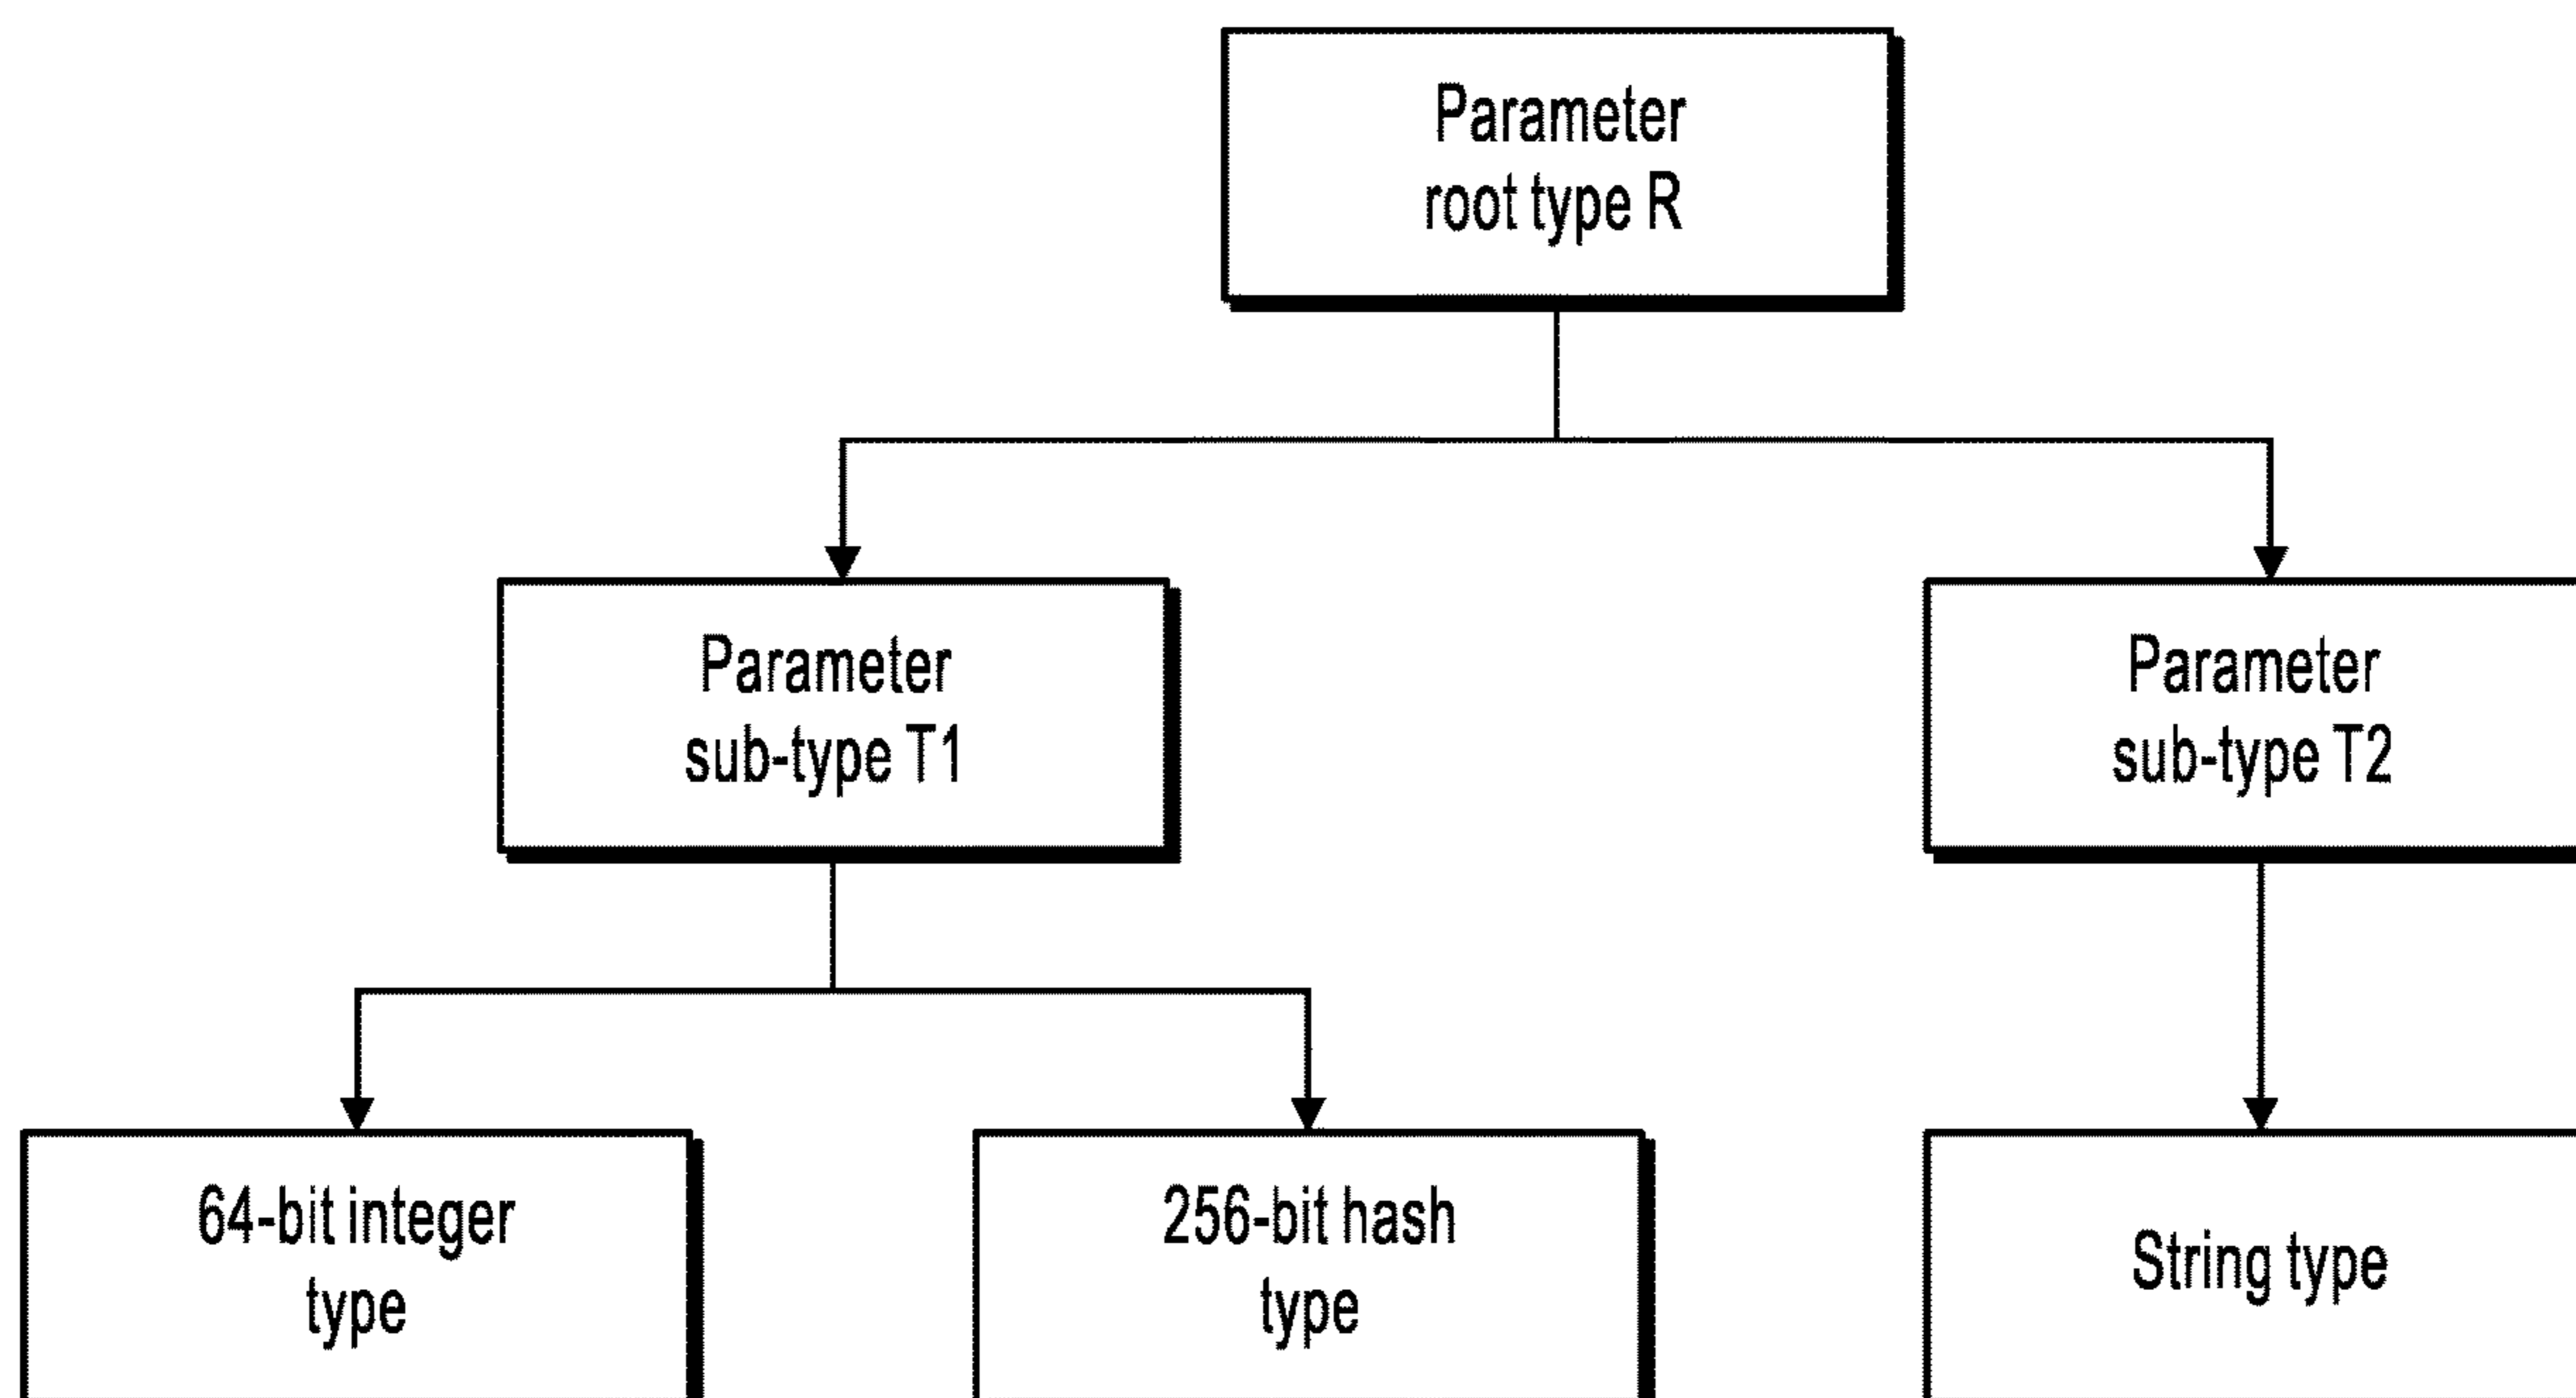 Parameter
root type R
Parameter
sub-type T1
Parameter
sub-type T2
64-bit integer
type
256-bit hash
type
String type